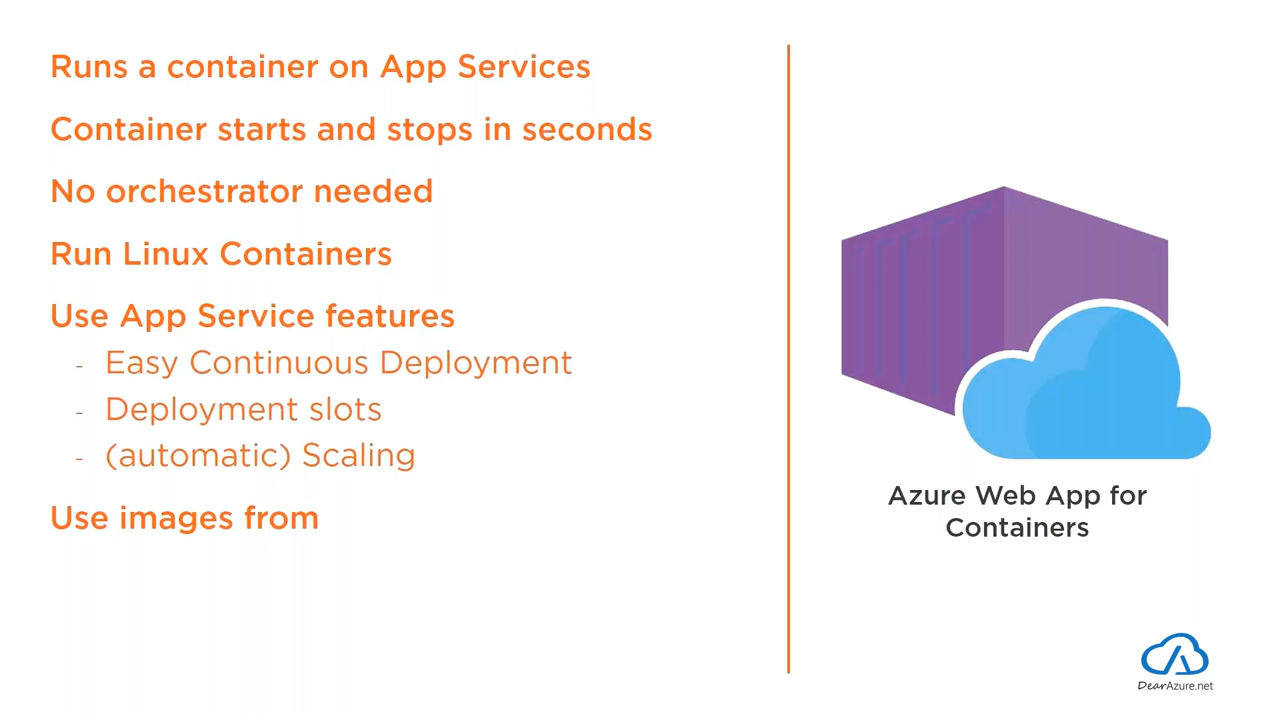 Runs a container on App Services
Container starts and stops in seconds
No orchestrator needed
Run Linux Containers
Use App Service features
- Easy Continuous Deployment
- Deployment slots
- (automatic) Scaling
Use images from
Azure Web App for
Containers
DearAzure.net